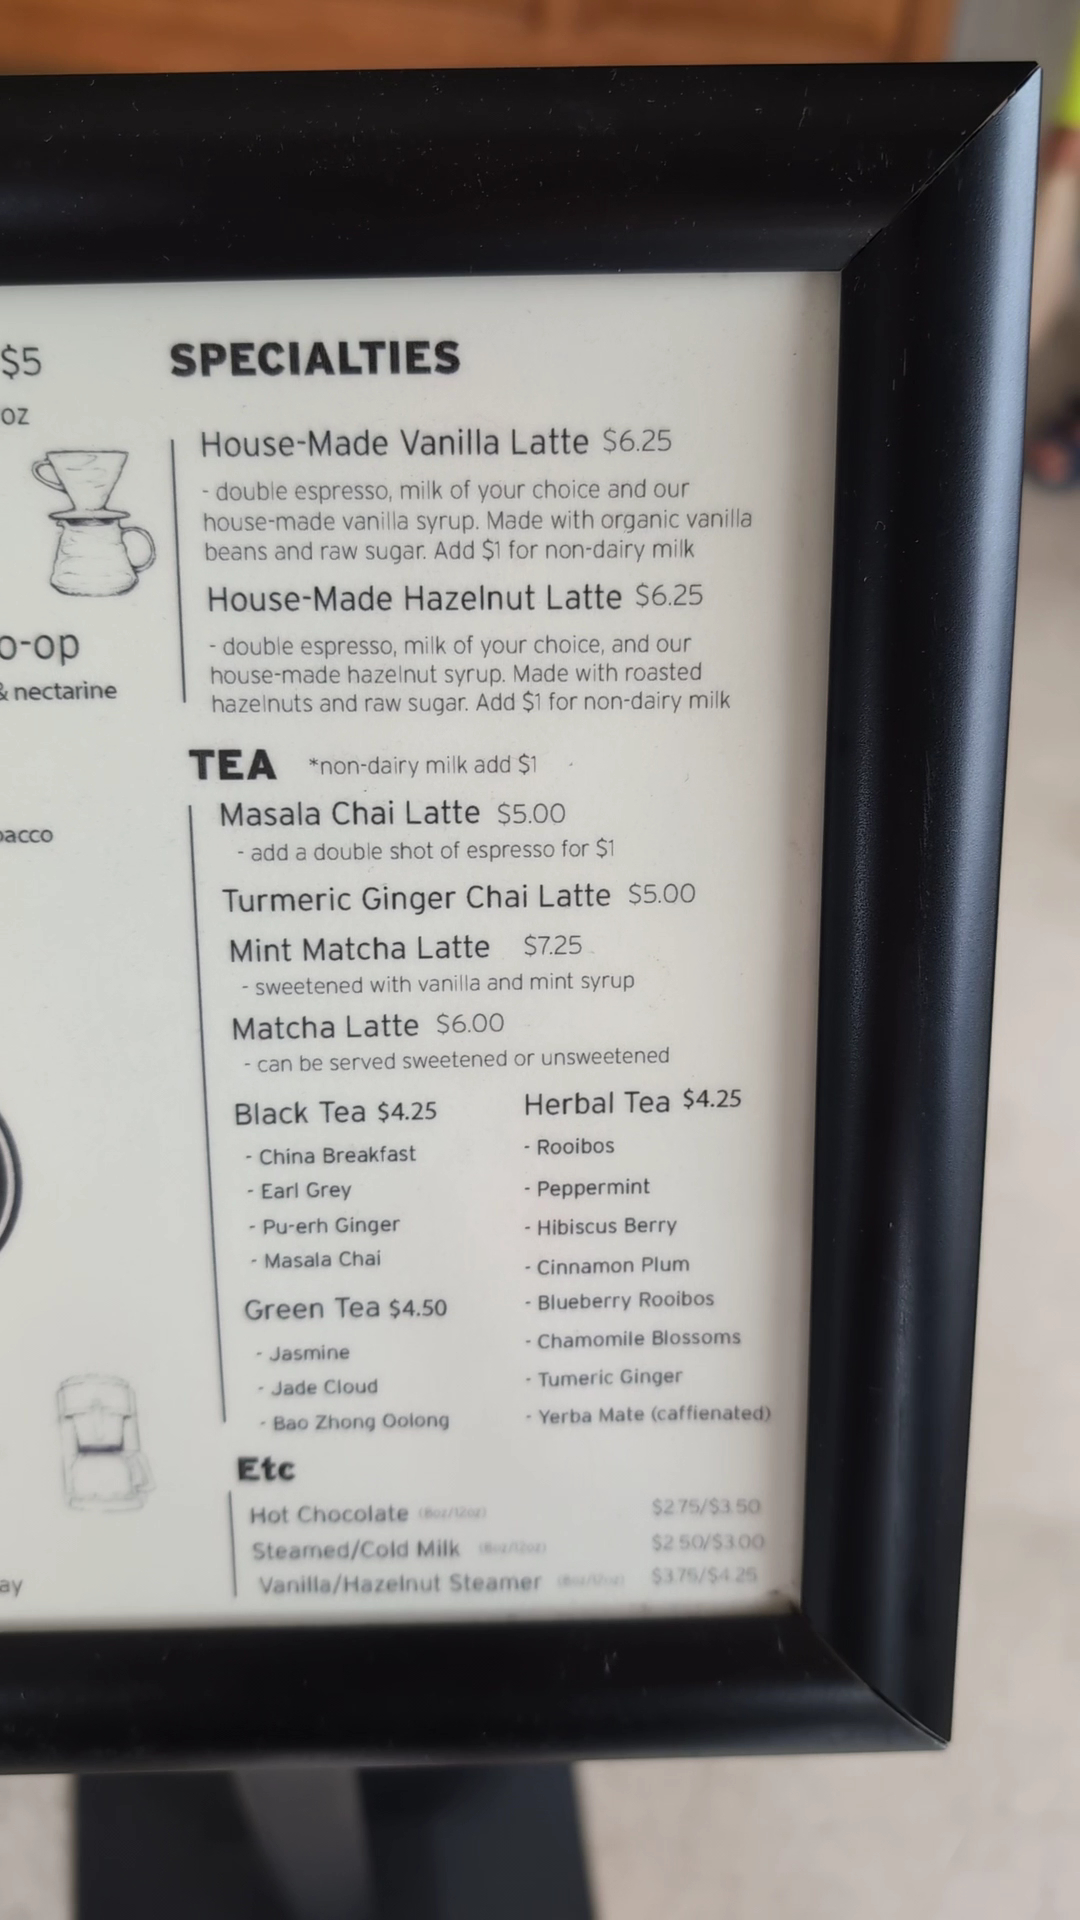 $5
oz
o-op
& nectarine
bacco
ay
SPECIALTIES
House-Made Vanilla Latte $6.25
- double espresso, milk of your choice and our
house-made vanilla syrup. Made with organic vanilla
beans and raw sugar. Add $1 for non-dairy milk
House-Made Hazelnut Latte $6.25
- double espresso, milk of your choice, and our
house-made hazelnut syrup. Made with roasted
hazelnuts and raw sugar. Add $1 for non-dairy milk
TEA *non-dairy milk add $1
Masala Chai Latte $5.00
- add a double shot of espresso for $1
Turmeric Ginger Chai Latte $5.00
Mint Matcha Latte $7.25
- sweetened with vanilla and mint syrup
Matcha Latte $6.00
- can be served sweetened or unsweetened
Black Tea $4.25
- China Breakfast
- Earl Grey
- Pu-erh Ginger
- Masala Chai
Green Tea $4.50
- Jasmine
- Jade Cloud
- Bao Zhong Oolong
Herbal Tea $4.25
- Rooibos
- Peppermint
- Hibiscus Berry
- Cinnamon Plum
- Blueberry Rooibos
- Chamomile Blossoms
- Tumeric Ginger
- Yerba Mate (caffienated)
Etc
Hot Chocolate (8oz/12oz) $2.75/$3.50
Steamed/Cold Milk (8oz/12oz) $2.50/$3.00
Vanilla/Hazelnut Steamer (8oz/12oz) $3.75/$4.25